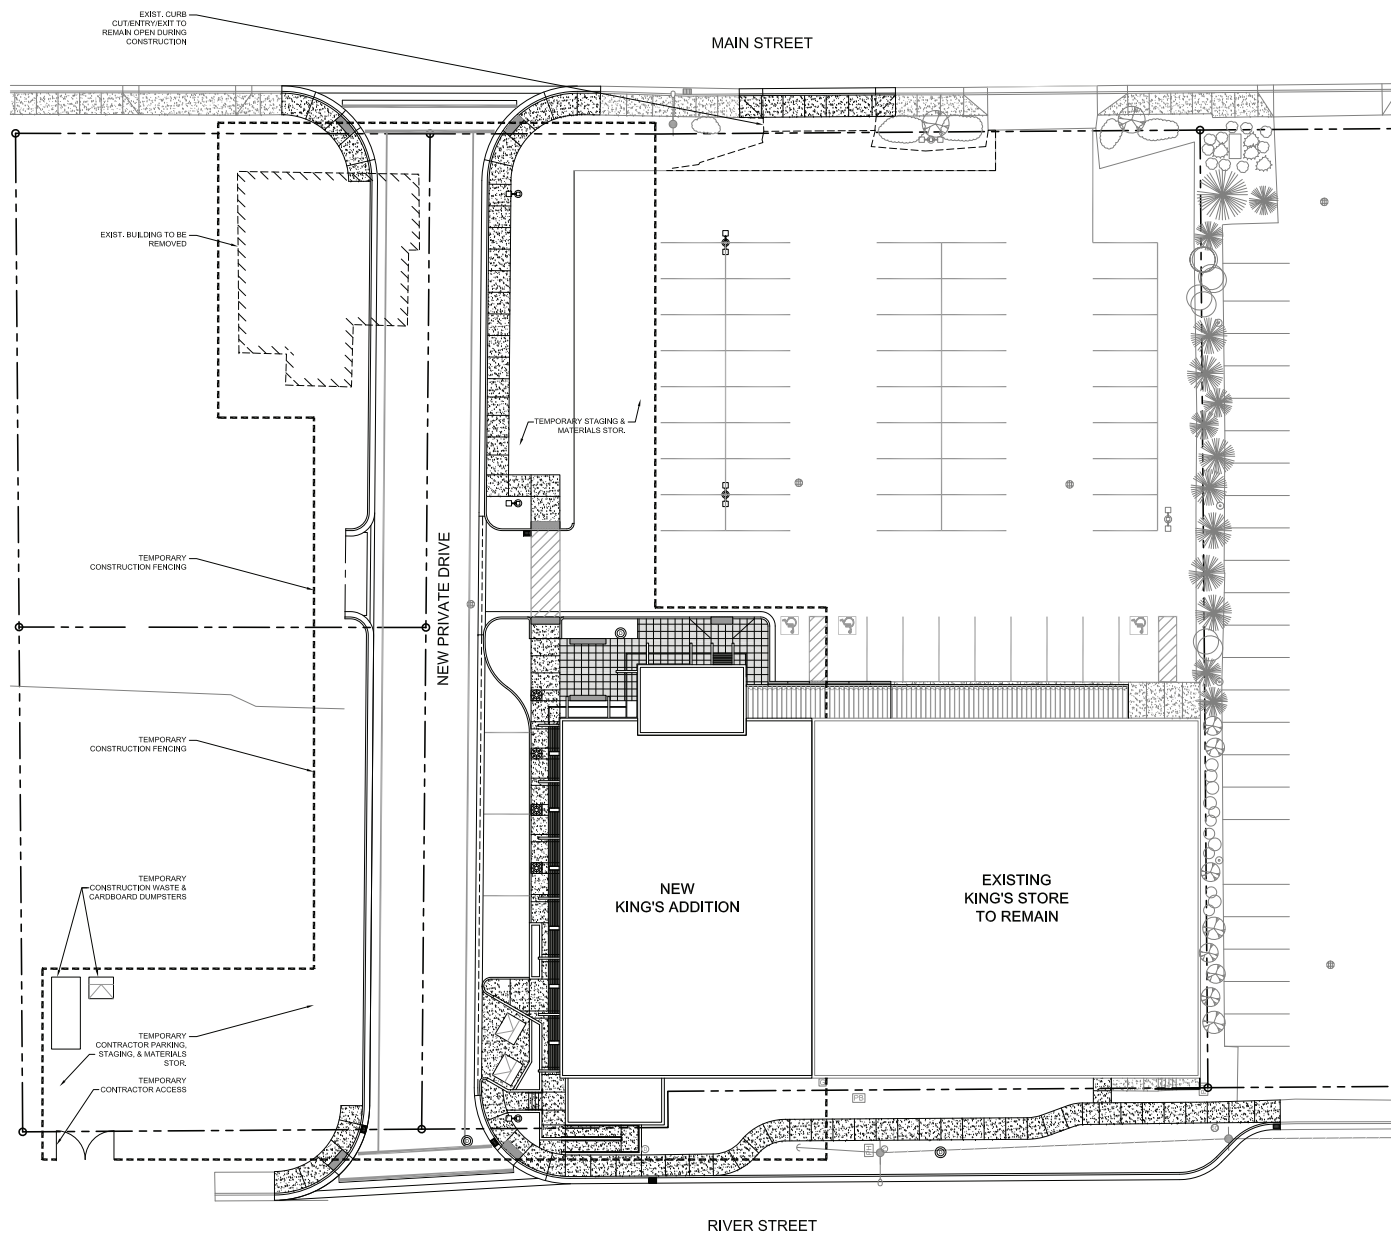 EXIST. CURB
CUT/ENTRY/EXIT TO
REMAIN OPEN DURING
CONSTRUCTION
MAIN STREET
EXIST. BUILDING TO BE
REMOVED
TEMPORARY STAGING &
MATERIALS STOR.
TEMPORARY
CONSTRUCTION FENCING
NEW PRIVATE DRIVE
TEMPORARY
CONSTRUCTION FENCING
TEMPORARY
CONSTRUCTION WASTE &
CARDBOARD DUMPSTERS
NEW
KING'S ADDITION
EXISTING
KING'S STORE
TO REMAIN
TEMPORARY
CONTRACTOR PARKING,
STAGING, & MATERIALS
STOR.
TEMPORARY
CONTRACTOR ACCESS
PB
RIVER STREET